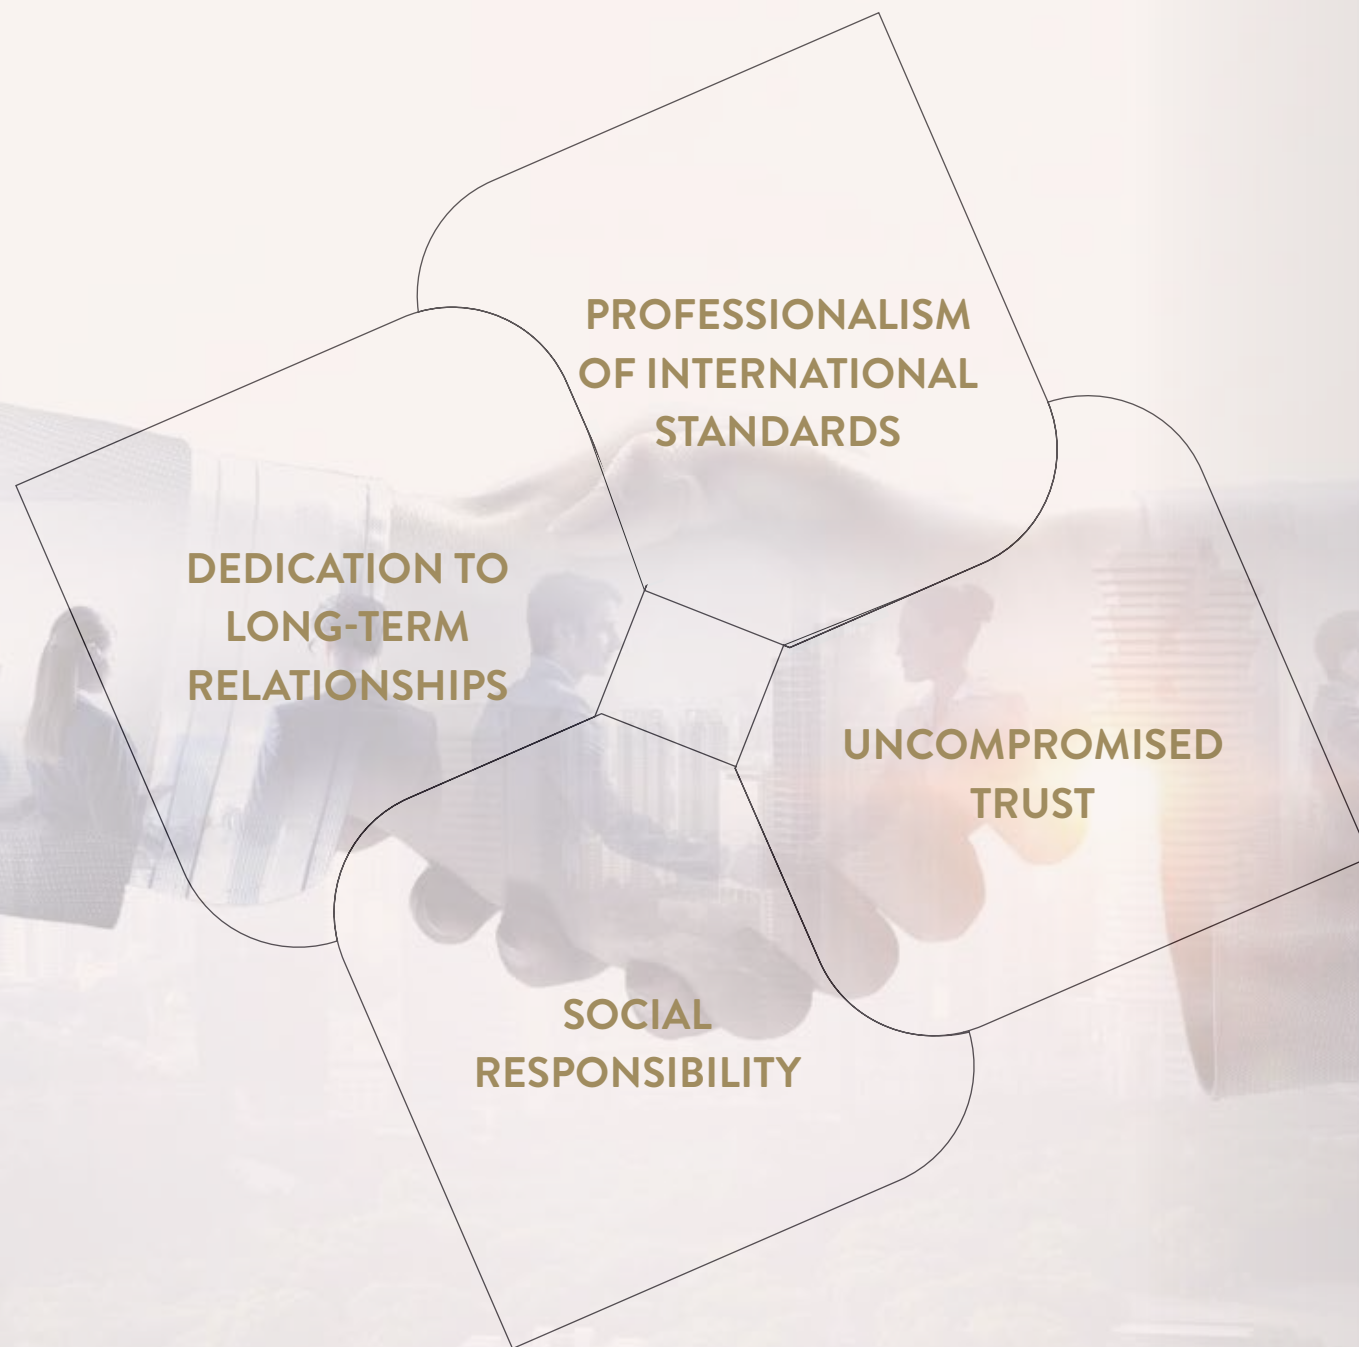 PROFESSIONALISM
OF INTERNATIONAL
STANDARDS
DEDICATION TO
LONG-TERM
RELATIONSHIPS
UNCOMPROMISED
TRUST
SOCIAL
RESPONSIBILITY